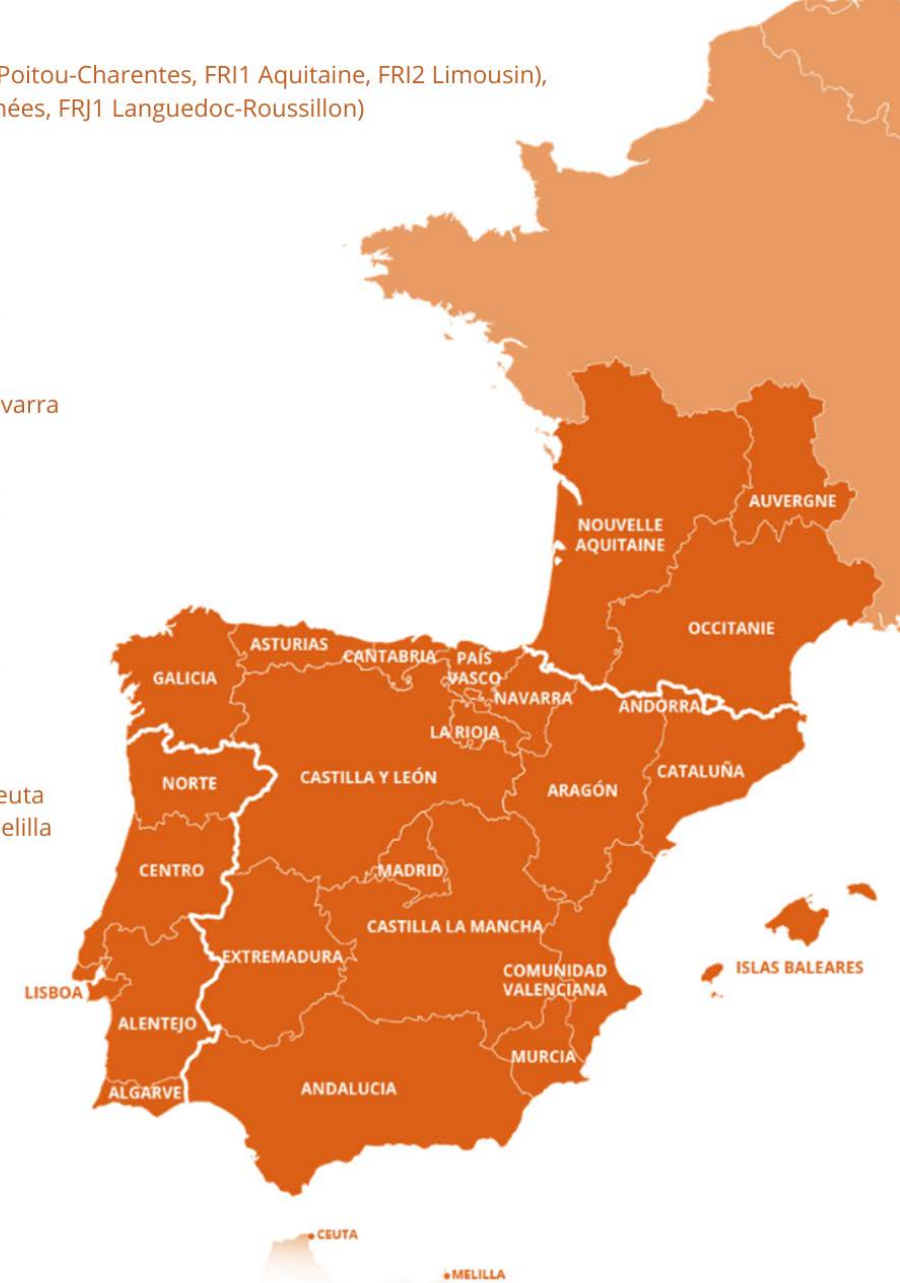 Poitou-Charentes, FRI1 Aquitaine, FRI2 Limousin),
nées, FRJ1 Languedoc-Roussillon)
varra
AUVERGNE
NOUVELLE
AQUITAINE
OCCITANIE
ASTURIAS
CANTABRIA
PAÍS
VASCO
GALICIA
NAVARRA
ANDORRA
LA RIOJA
CATALUÑA
CASTILLA Y LEÓN
NORTE
ARAGÓN
euta
elilla
CENTRO
MADRID
CASTILLA LA MANCHA
EXTREMADURA
ISLAS BALEARES
COMUNIDAD
VALENCIANA
LISBOA
ALENTEJO
MURCIA
ANDALUCIA
ALGARVE
CEUTA
MELILLA